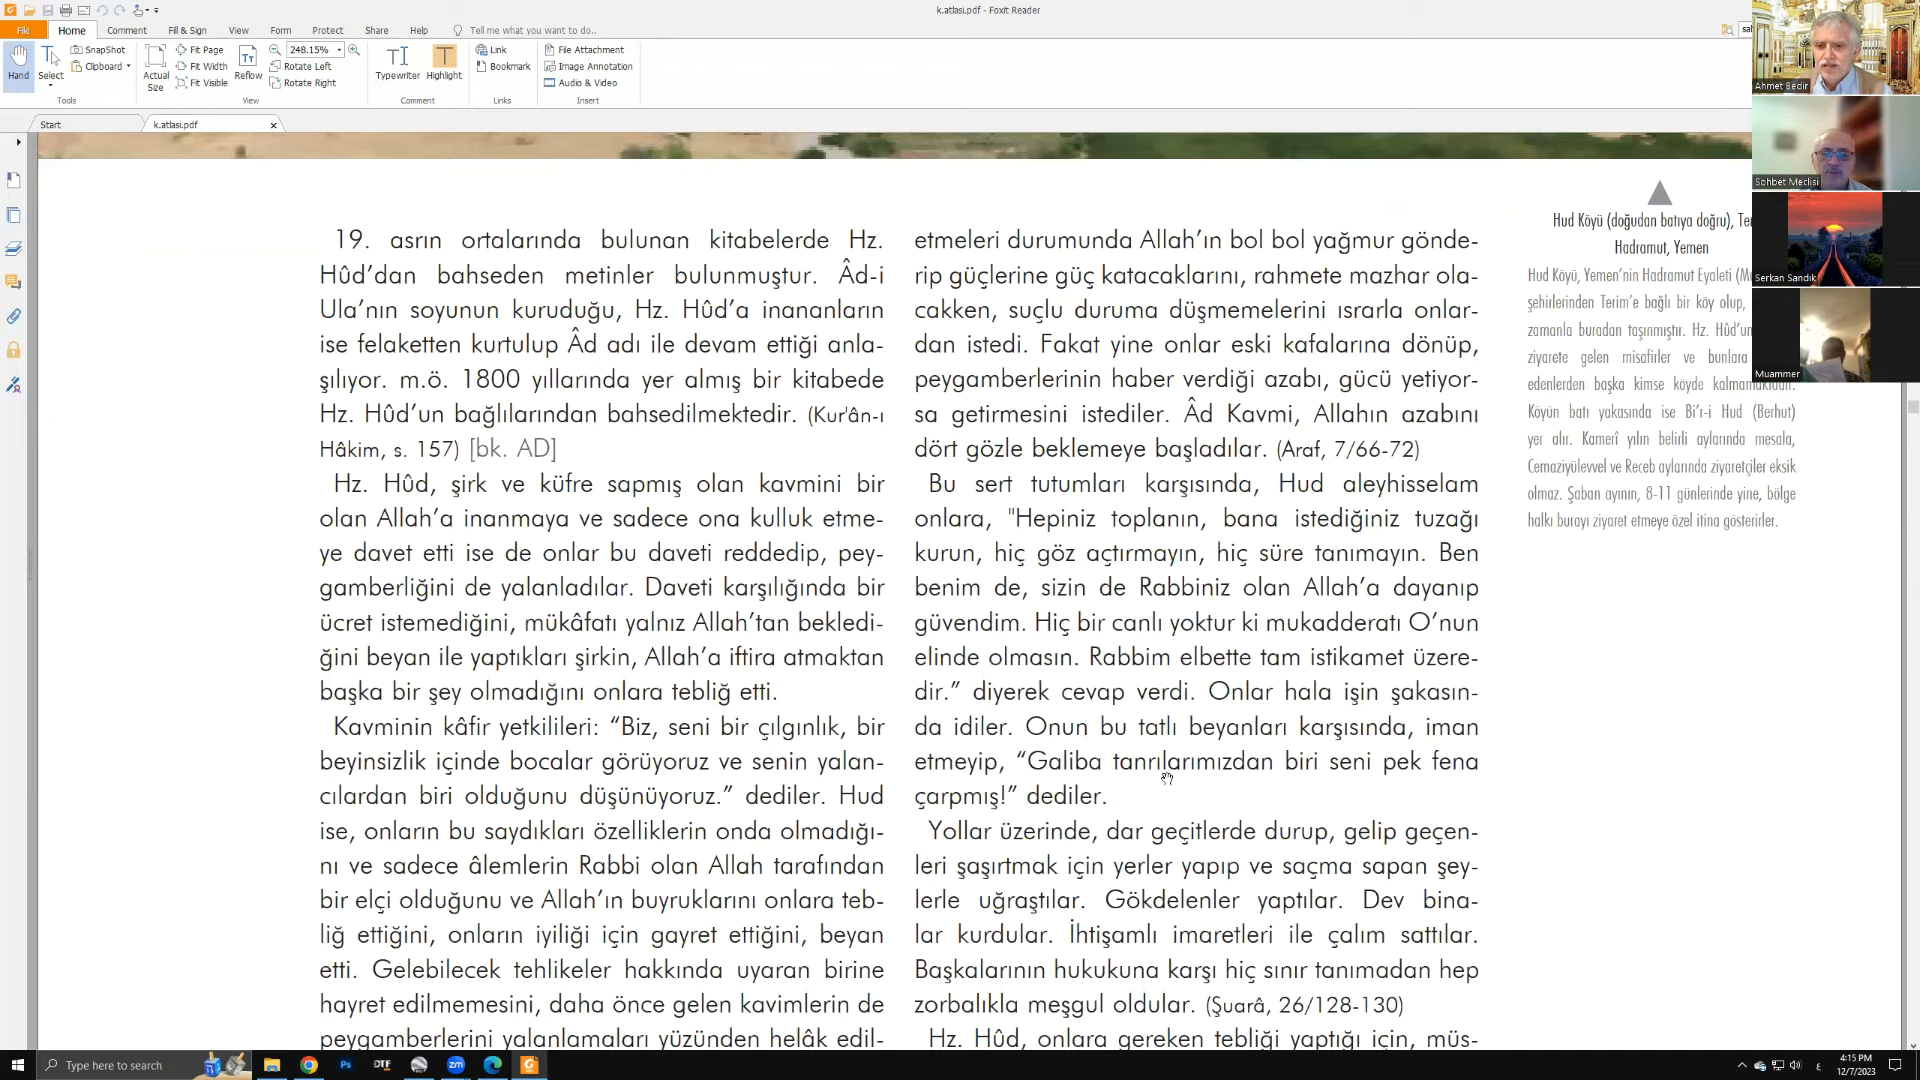 k.atlasi.pdf - Foxit Reader
File Home Comment Fill & Sign View Form Protect Share Help Tell me what you want to do..
Hand
Select
SnapShot
Clipboard
Tools
Actual
Size
Fit Page
Fit Width
Fit Visible
Reflow
248.15%
Rotate Left
Rotate Right
View
Typewriter
Highlight
Comment
Link
Bookmark
Links
File Attachment
Image Annotation
Audio & Video
Insert
Start
k.atlasi.pdf
Ahmet Bedir
Sohbet Meclisi
Serkan Sandık
Muammer
19. asrın ortalarında bulunan kitabelerde Hz.
Hûd’dan bahseden metinler bulunmuştur. Âd-i
Ula’nın soyunun kuruduğu, Hz. Hûd’a inananların
ise felaketten kurtulup Âd adı ile devam ettiği anla-
şılıyor. m.ö. 1800 yıllarında yer almış bir kitabede
Hz. Hûd’un bağlılarından bahsedilmektedir. (Kur'ân-ı
Hâkim, s. 157) [bk. AD]
Hz. Hûd, şirk ve küfre sapmış olan kavmini bir
olan Allah’a inanmaya ve sadece ona kulluk etme-
ye davet etti ise de onlar bu daveti reddedip, pey-
gamberliğini de yalanladılar. Daveti karşılığında bir
ücret istemediğini, mükâfatı yalnız Allah’tan bekledi-
ğini beyan ile yaptıkları şirkin, Allah’a iftira atmaktan
başka bir şey olmadığını onlara tebliğ etti.
Kavminin kâfir yetkilileri: “Biz, seni bir çılgınlık, bir
beyinsizlik içinde bocalar görüyoruz ve senin yalan-
cılardan biri olduğunu düşünüyoruz.” dediler. Hud
ise, onların bu saydıkları özelliklerin onda olmadığı-
nı ve sadece âlemlerin Rabbi olan Allah tarafından
bir elçi olduğunu ve Allah’ın buyruklarını onlara teb-
liğ ettiğini, onların iyiliği için gayret ettiğini, beyan
etti. Gelebilecek tehlikeler hakkında uyaran birine
hayret edilmemesini, daha önce gelen kavimlerin de
peygamberlerini yalanlamaları yüzünden helâk edil-
etmeleri durumunda Allah’ın bol bol yağmur gönde-
rip güçlerine güç katacaklarını, rahmete mazhar ola-
cakken, suçlu duruma düşmemelerini ısrarla onlar-
dan istedi. Fakat yine onlar eski kafalarına dönüp,
peygamberlerinin haber verdiği azabı, gücü yetiyor-
sa getirmesini istediler. Âd Kavmi, Allahın azabını
dört gözle beklemeye başladılar. (Araf, 7/66-72)
Bu sert tutumları karşısında, Hud aleyhisselam
onlara, "Hepiniz toplanın, bana istediğiniz tuzağı
kurun, hiç göz açtırmayın, hiç süre tanımayın. Ben
benim de, sizin de Rabbiniz olan Allah’a dayanıp
güvendim. Hiç bir canlı yoktur ki mukadderatı O’nun
elinde olmasın. Rabbim elbette tam istikamet üzere-
dir.” diyerek cevap verdi. Onlar hala işin şakasın-
da idiler. Onun bu tatlı beyanları karşısında, iman
etmeyip, “Galiba tanrılarımızdan biri seni pek fena
çarpmış!” dediler.
Yollar üzerinde, dar geçitlerde durup, gelip geçen-
leri şaşırtmak için yerler yapıp ve saçma sapan şey-
lerle uğraştılar. Gökdelenler yaptılar. Dev bina-
lar kurdular. İhtişamlı imaretleri ile çalım sattılar.
Başkalarının hukukuna karşı hiç sınır tanımadan hep
zorbalıkla meşgul oldular. (Şuarâ, 26/128-130)
Hz. Hûd, onlara gereken tebliği yaptığı için, müs-
Hud Köyü (doğudan batıya doğru), Te
Hadramut, Yemen
Hud Köyü, Yemen’nin Hadramut Eyaleti (M
şehirlerinden Terim’e bağlı bir köy olup,
zamanla buradan taşınmıştır. Hz. Hûd’un
ziyarete gelen misafirler ve bunlara
edenlerden başka kimse köyde kalmamaktadır.
Köyün batı yakasında ise Bi’r-i Hud (Berhut)
yer alır. Kamerî yılın belirli aylarında mesala,
Cemaziyülevvel ve Receb aylarında ziyaretçiler eksik
olmaz. Şaban ayının, 8-11 günlerinde yine, bölge
halkı burayı ziyaret etmeye özel itina gösterirler.
Type here to search
Ps
DTF
zm
ع
4:15 PM
12/7/2023